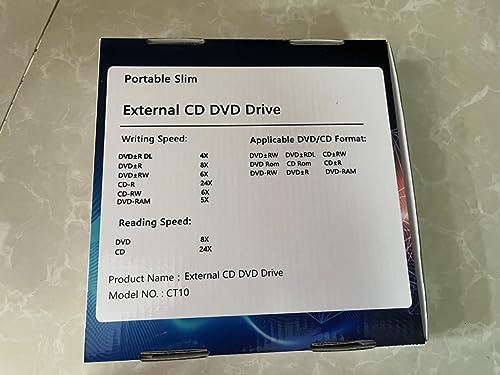 Portable Slim
External CD DVD Drive
Writing Speed:
DVD±R DL 4X
DVD±R 8X
DVD±RW 6X
CD-R 24X
CD-RW 6X
DVD-RAM 5X
Applicable DVD/CD Format:
DVD±RW DVD±RDL CD±RW
DVD Rom CD Rom CD±R
DVD-RW DVD±R DVD-RAM
Reading Speed:
DVD 8X
CD 24X
Product Name : External CD DVD Drive
Model NO. : CT10